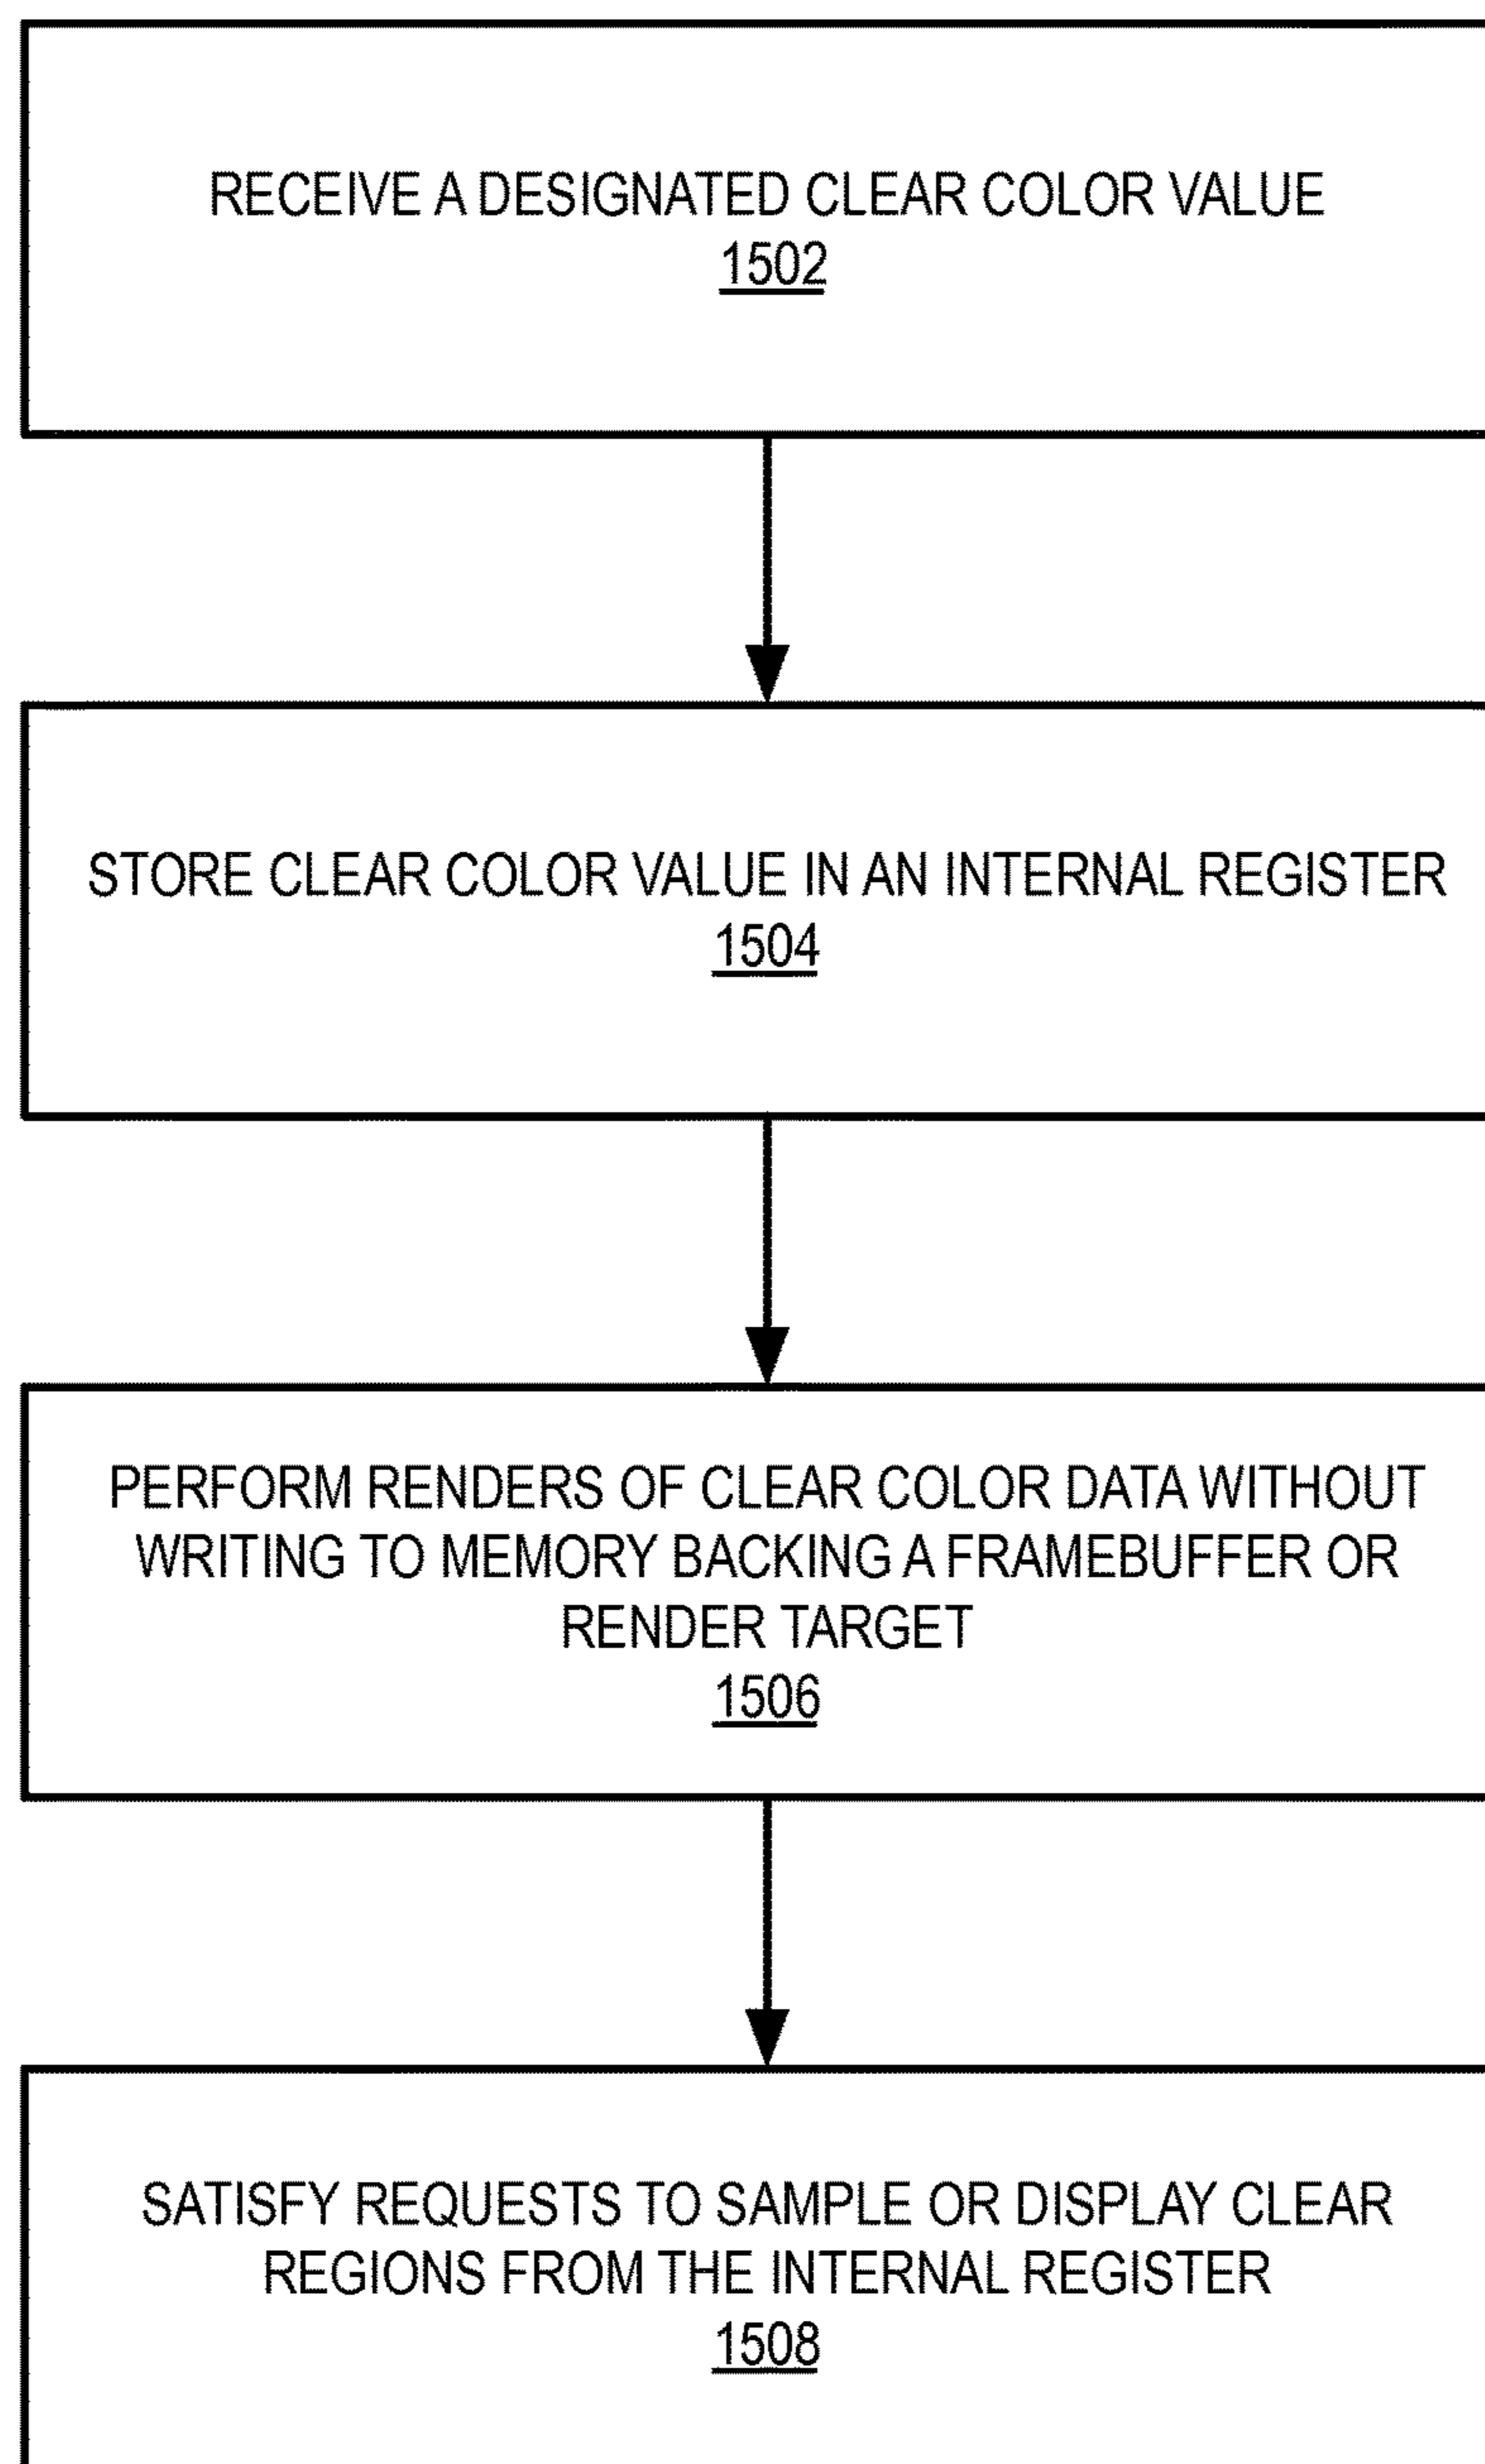 RECEIVE A DESIGNATED CLEAR COLOR VALUE
1502
STORE CLEAR COLOR VALUE IN AN INTERNAL REGISTER
1504
PERFORM RENDERS OF CLEAR COLOR DATA WITHOUT
WRITING TO MEMORY BACKING A FRAMEBUFFER OR
RENDER TARGET
1506
SATISFY REQUESTS TO SAMPLE OR DISPLAY CLEAR
REGIONS FROM THE INTERNAL REGISTER
1508